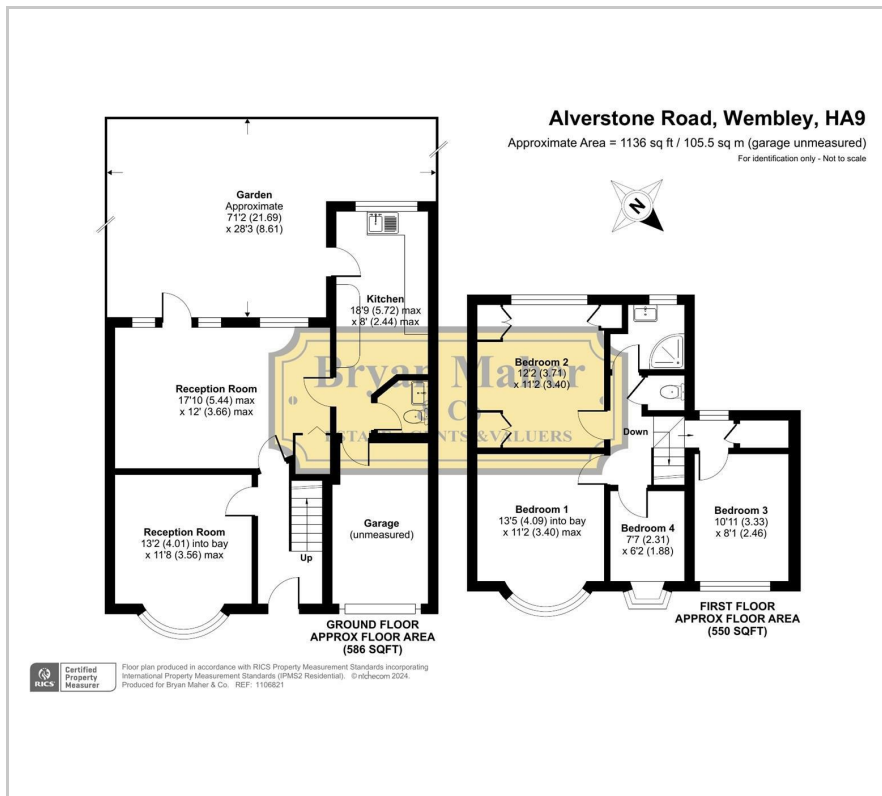 Alverstone Road, Wembley, HA9
Approximate Area = 1136 sq ft / 105.5 sq m (garage unmeasured)
For identification only - Not to scale
N
Garden
Approximate
71'2 (21.69)
x 28'3 (8.61)
Kitchen
18'9 (5.72) max
x 8' (2.44) max
Reception Room
17'10 (5.44) max
x 12' (3.66) max
Reception Room
13'2 (4.01) into bay
x 11'8 (3.56) max
Up
Garage
(unmeasured)
GROUND FLOOR
APPROX FLOOR AREA
(586 SQFT)
Bedroom 2
12'2 (3.71)
x 11'2 (3.40)
Down
Bedroom 1
13'5 (4.09) into bay
x 11'2 (3.40) max
Bedroom 4
7'7 (2.31)
x 6'2 (1.88)
Bedroom 3
10'11 (3.33)
x 8'1 (2.46)
FIRST FLOOR
APPROX FLOOR AREA
(550 SQFT)
Bryan Maher
& Co
ESTATE AGENTS & VALUERS
RICS
Certified
Property
Measurer
Floor plan produced in accordance with RICS Property Measurement Standards incorporating
International Property Measurement Standards (IPMS2 Residential). © nichecom 2024.
Produced for Bryan Maher & Co. REF: 1106821